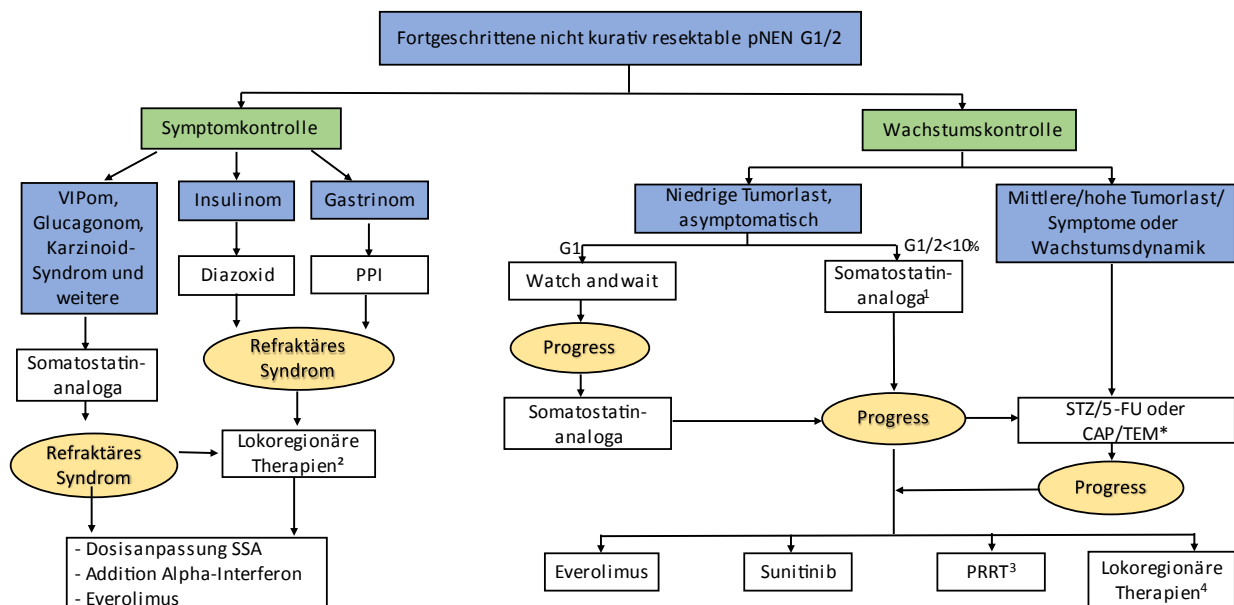 Fortgeschrittene nicht kurativ resektable pNEN G1/2
Symptomkontrolle
Wachstumskontrolle
VIPom,
Glucagonom,
Karzinoid-
Syndrom und
weitere
Insulinom
Gastrinom
Niedrige Tumorlast,
asymptomatisch
Mittlere/hohe Tumorlast/
Symptome oder
Wachstumsdynamik
G1
G1/2<10%
Diazoxid
PPI
Watch andwait
Somatostatin-
analoga¹
Refraktäres
Syndrom
Progress
Somatostatin-
analoga
Somatostatin-
analoga
Progress
STZ/5-FU oder
CAP/TEM*
Refraktäres
Syndrom
Lokoregionäre
Therapien²
Progress
- Dosisanpassung SSA
- Addition Alpha-Interferon
- Everolimus
Everolimus
Sunitinib
PRRT³
Lokoregionäre
Therapien⁴